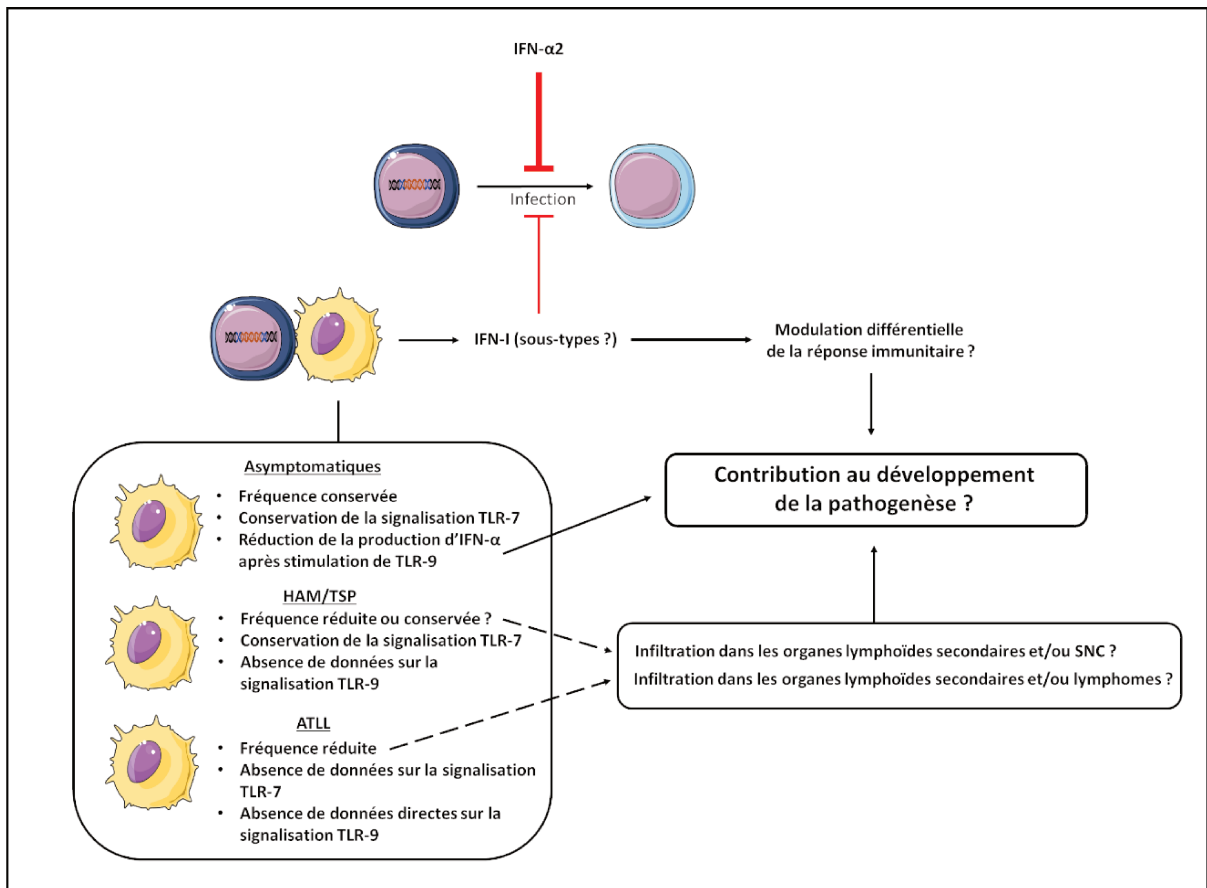 IFN-α2
Infection
IFN-I (sous-types ?)
Modulation différentielle
de la réponse immunitaire ?
Asymptomatiques
• Fréquence conservée
• Conservation de la signalisation TLR-7
• Réduction de la production d'IFN-α
après stimulation de TLR-9
HAM/TSP
• Fréquence réduite ou conservée ?
• Conservation de la signalisation TLR-7
• Absence de données sur la
signalisation TLR-9
ATLL
• Fréquence réduite
• Absence de données sur la signalisation
TLR-7
• Absence de données directes sur la
signalisation TLR-9
Contribution au développement
de la pathogenèse ?
Infiltration dans les organes lymphoïdes secondaires et/ou SNC ?
Infiltration dans les organes lymphoïdes secondaires et/ou lymphomes ?